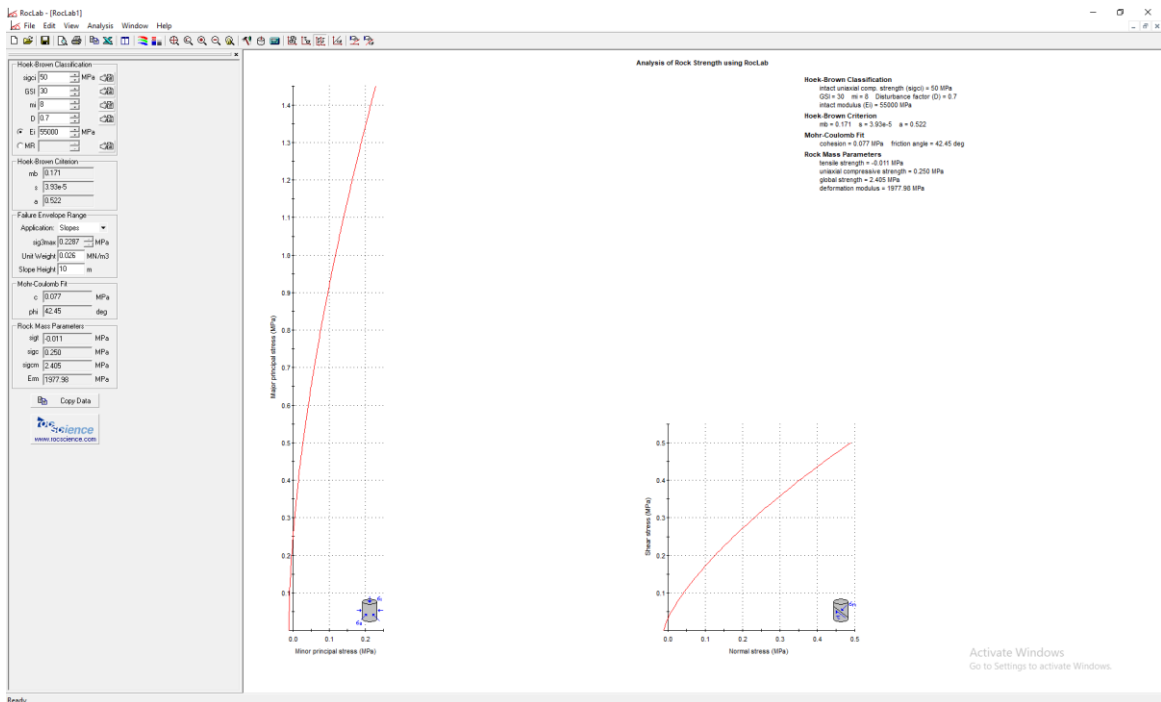 RocLab - [RocLab1]
File Edit View Analysis Window Help
Hoek-Brown Classification
sigci 50 MPa
GSI 30
mi 8
D 0.7
Ei 55000 MPa
MR
Hoek-Brown Criterion
mb 0.171
s 3.93e-5
a 0.522
Failure Envelope Range
Application: Slopes
sig3max 0.2287 MPa
Unit Weight 0.026 MN/m3
Slope Height 10 m
Mohr-Coulomb Fit
c 0.077 MPa
phi 42.45 deg
Rock Mass Parameters
sigt -0.011 MPa
sigc 0.250 MPa
sigcm 2.405 MPa
Erm 1977.98 MPa
Copy Data
rocscience
www.rocscience.com
Ready
Analysis of Rock Strength using RocLab
Hoek-Brown Classification
intact uniaxial comp. strength (sigci) = 50 MPa
GSI = 30 mi = 8 Disturbance factor (D) = 0.7
intact modulus (Ei) = 55000 MPa
Hoek-Brown Criterion
mb = 0.171 s = 3.93e-5 a = 0.522
Mohr-Coulomb Fit
cohesion = 0.077 MPa friction angle = 42.45 deg
Rock Mass Parameters
tensile strength = -0.011 MPa
uniaxial compressive strength = 0.250 MPa
global strength = 2.405 MPa
deformation modulus = 1977.98 MPa
Major principal stress (MPa)
1.4
1.3
1.2
1.1
1.0
0.9
0.8
0.7
0.6
0.5
0.4
0.3
0.2
0.1
0.0 0.1 0.2
Minor principal stress (MPa)
Shear stress (MPa)
0.5
0.4
0.3
0.2
0.1
0.0 0.1 0.2 0.3 0.4 0.5
Normal stress (MPa)
Activate Windows
Go to Settings to activate Windows.